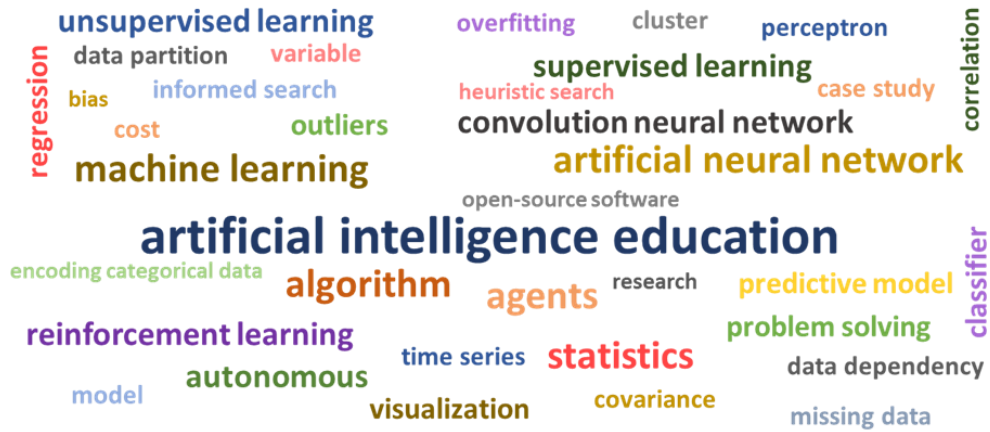 unsupervised learning
overfitting
cluster
perceptron
correlation
data partition
variable
supervised learning
regression
bias
informed search
heuristic search
case study
cost
outliers
convolution neural network
machine learning
artificial neural network
open-source software
artificial intelligence education
encoding categorical data
algorithm
agents
research
predictive model
classifier
reinforcement learning
problem solving
time series
statistics
data dependency
autonomous
model
visualization
covariance
missing data